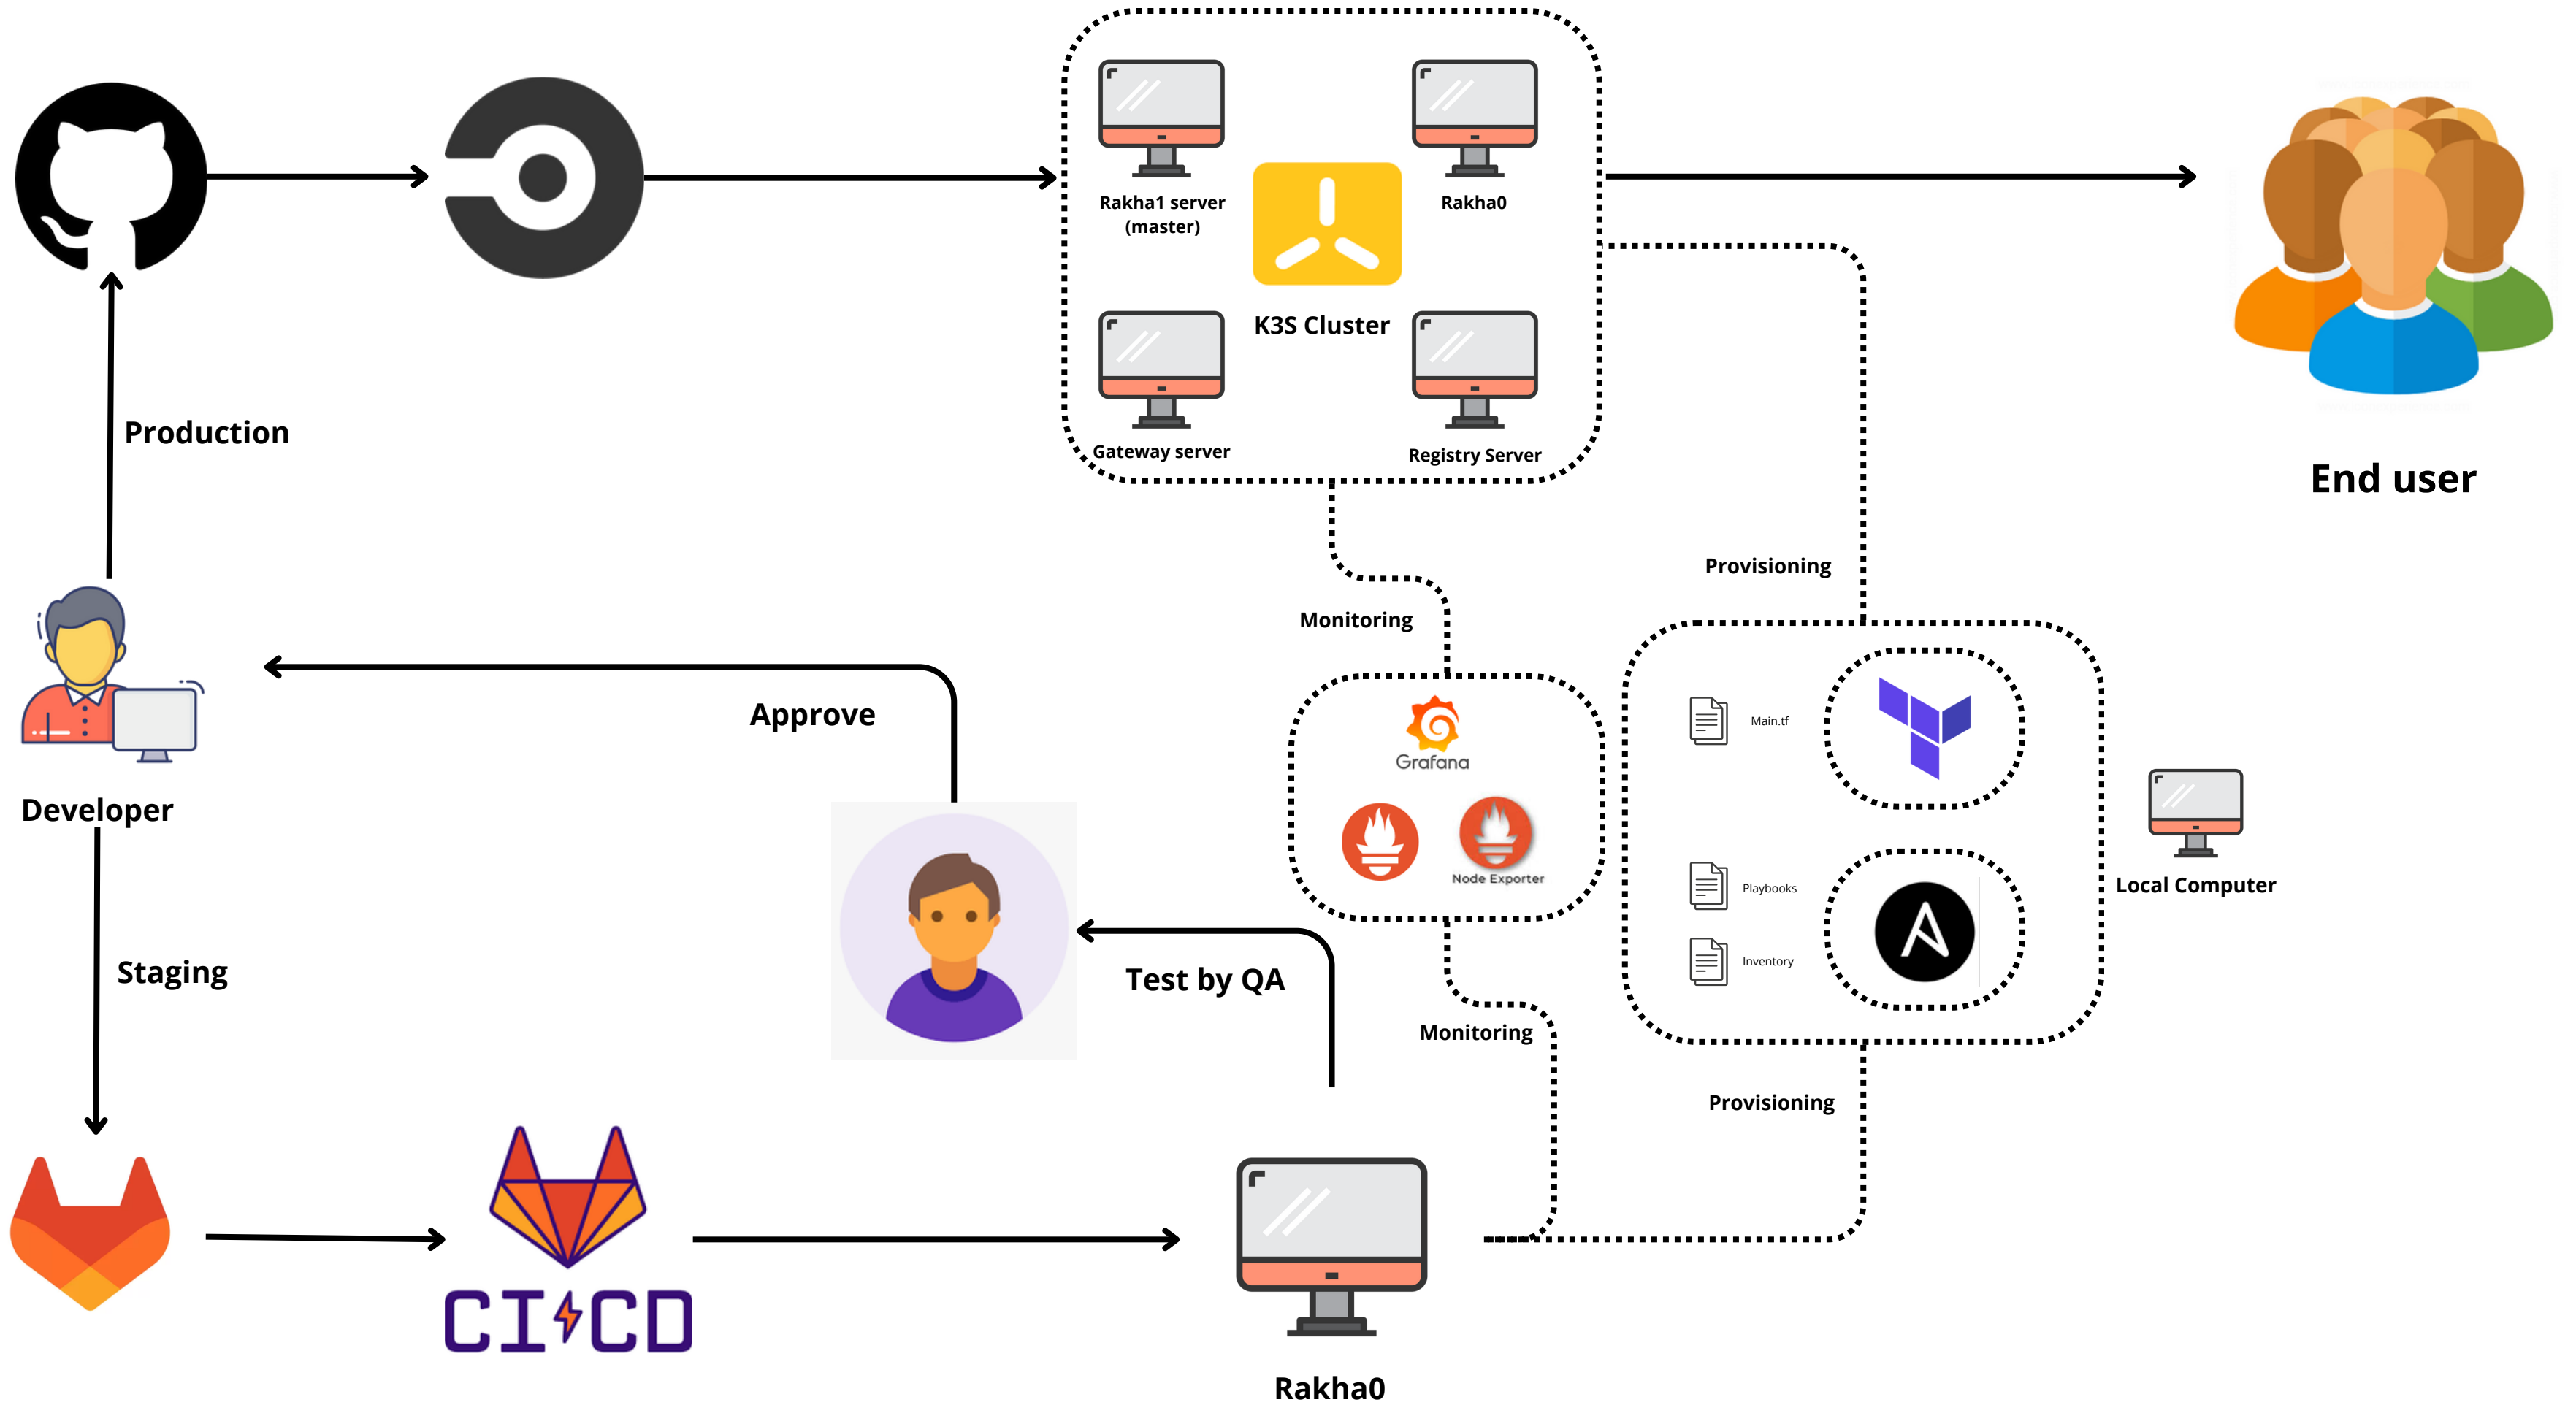 Rakha1 server
(master)
Rakha0
K3S Cluster
Gateway server
Registry Server
End user
Production
Provisioning
Monitoring
Approve
Grafana
Node Exporter
Main.tf
Playbooks
Inventory
Local Computer
Developer
Staging
Test by QA
Monitoring
Provisioning
CI CD
Rakha0